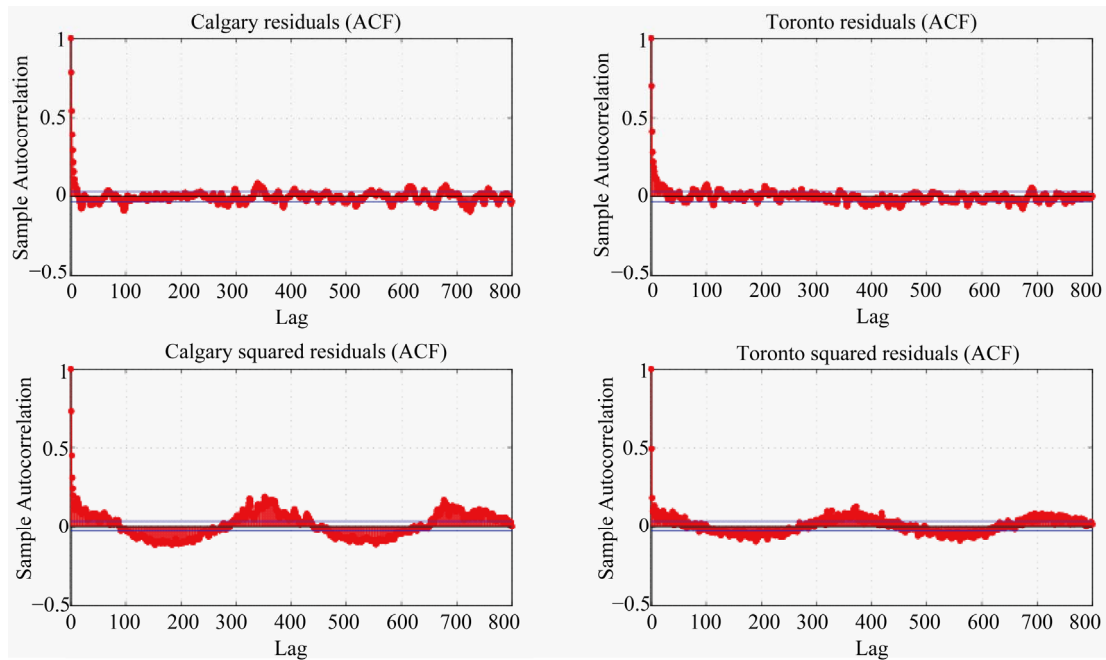 Calgary residuals (ACF)
1
0.5
0
−0.5
0 100 200 300 400 500 600 700 800
Sample Autocorrelation
Lag
Toronto residuals (ACF)
1
0.5
0
−0.5
0 100 200 300 400 500 600 700 800
Sample Autocorrelation
Lag
Calgary squared residuals (ACF)
1
0.5
0
−0.5
0 100 200 300 400 500 600 700 800
Sample Autocorrelation
Lag
Toronto squared residuals (ACF)
1
0.5
0
−0.5
0 100 200 300 400 500 600 700 800
Sample Autocorrelation
Lag